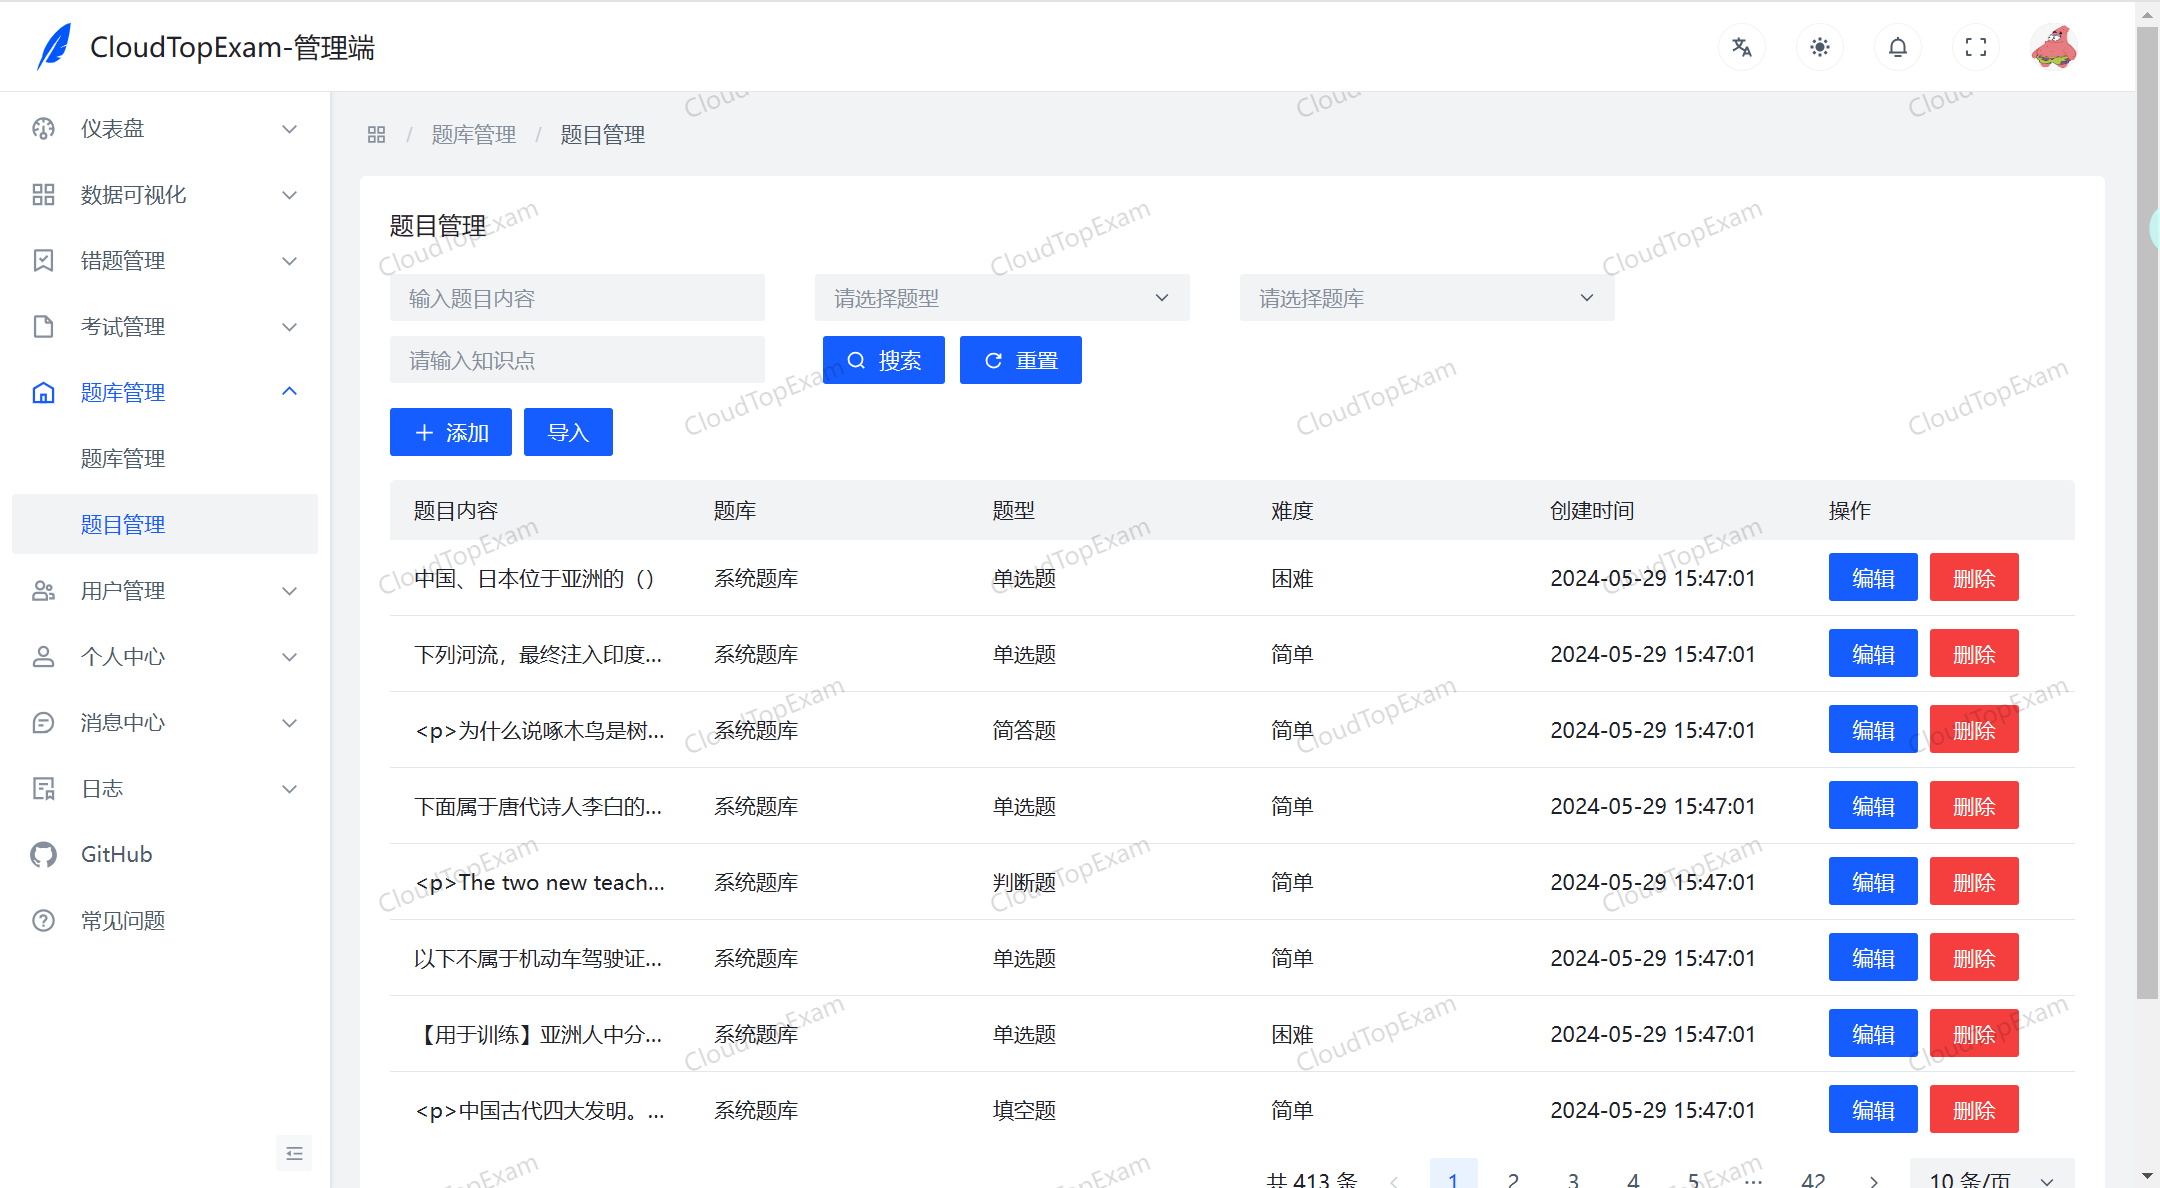 CloudTopExam-管理端
仪表盘
数据可视化
错题管理
考试管理
题库管理
题库管理
题目管理
用户管理
个人中心
消息中心
日志
GitHub
常见问题
/ 题库管理 / 题目管理
题目管理
输入题目内容 请选择题型 请选择题库
请输入知识点 搜索 重置
添加 导入
题目内容 题库 题型 难度 创建时间 操作
中国、日本位于亚洲的（） 系统题库 单选题 困难 2024-05-29 15:47:01 编辑 删除
下列河流，最终注入印度... 系统题库 单选题 简单 2024-05-29 15:47:01 编辑 删除
<p>为什么说啄木鸟是树... 系统题库 简答题 简单 2024-05-29 15:47:01 编辑 删除
下面属于唐代诗人李白的... 系统题库 单选题 简单 2024-05-29 15:47:01 编辑 删除
<p>The two new teach... 系统题库 判断题 简单 2024-05-29 15:47:01 编辑 删除
以下不属于机动车驾驶证... 系统题库 单选题 简单 2024-05-29 15:47:01 编辑 删除
【用于训练】亚洲人中分... 系统题库 单选题 困难 2024-05-29 15:47:01 编辑 删除
<p>中国古代四大发明。... 系统题库 填空题 简单 2024-05-29 15:47:01 编辑 删除
共 413 条 1 2 3 4 5 ... 42 10 条/页
CloudTopExam